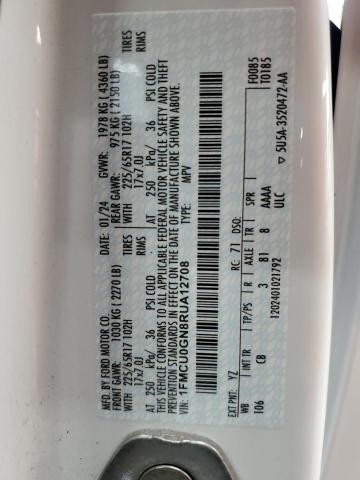 MFD. BY FORD MOTOR CO.
DATE: 01/24 GVWR: 1978 KG ( 4360 LB)
FRONT GAWR: 1030 KG ( 2270 LB) REAR GAWR: 975 KG ( 2150 LB)
WITH 225/65R17 102H TIRES WITH 225/65R17 102H TIRES
17x7.0J RIMS 17x7.0J RIMS
AT 250 kPa/ 36 PSI COLD AT 250 kPa/ 36 PSI COLD
THIS VEHICLE CONFORMS TO ALL APPLICABLE FEDERAL MOTOR VEHICLE SAFETY AND THEFT
PREVENTION STANDARDS IN EFFECT ON THE DATE OF MANUFACTURE SHOWN ABOVE.
VIN: 1FMCU0GN8RUA12708
TYPE: MPV
F0085
T0185
EXT PNT: YZ RC: 71 DSO:
WB INT TR TP/PS R AXLE TR SPR
106 CB 3 81 8 I AAAA
ULC
1202401021792
▽ 5U5A-3520472-AA